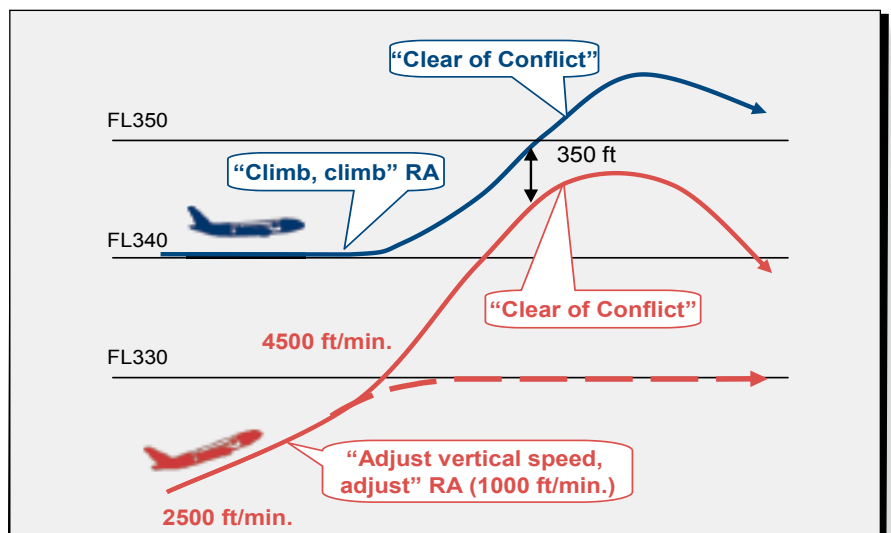 “Clear of Conflict”
FL350
350 ft
“Climb, climb” RA
FL340
“Clear of Conflict”
4500 ft/min.
FL330
“Adjust vertical speed,
adjust” RA (1000 ft/min.)
2500 ft/min.